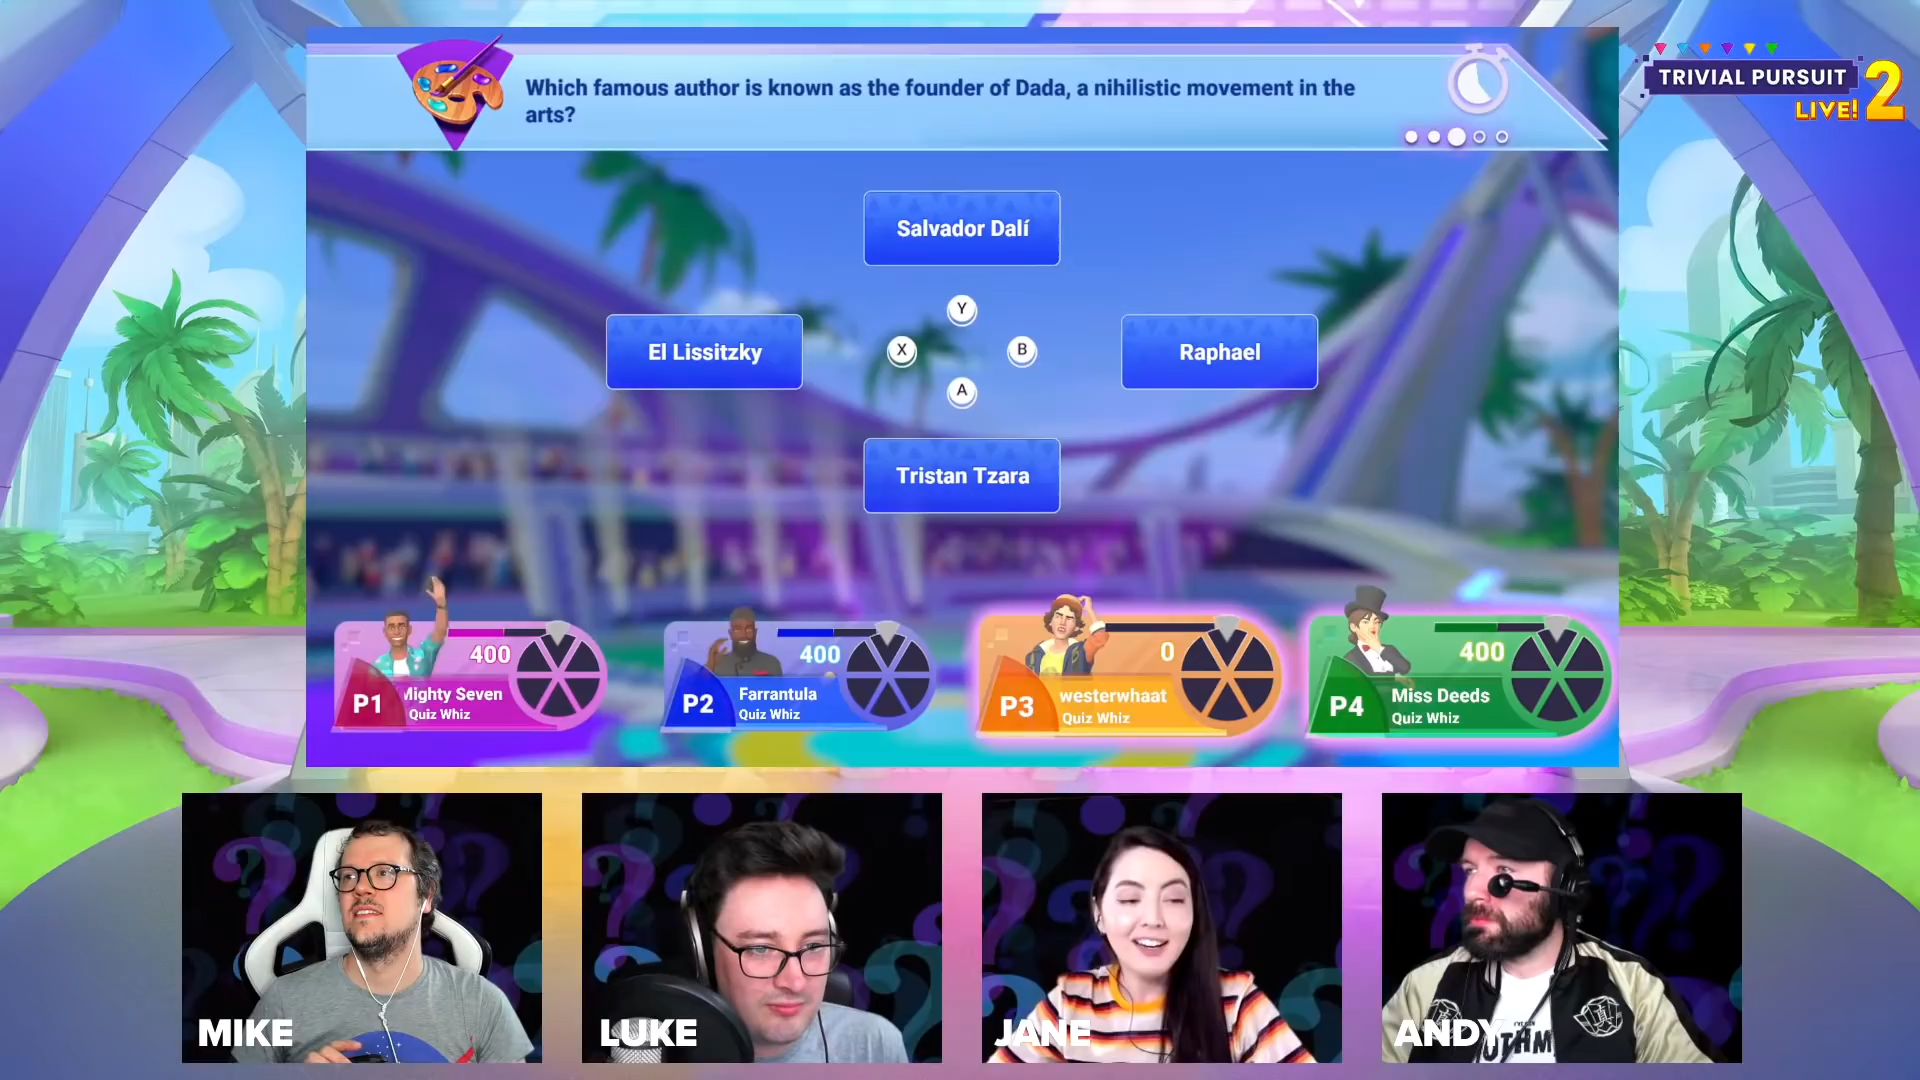 Which famous author is known as the founder of Dada, a nihilistic movement in the
arts?
TRIVIAL PURSUIT
LIVE! 2
Salvador Dalí
Y
El Lissitzky
X
B
Raphael
A
Tristan Tzara
400
P1
Mighty Seven
Quiz Whiz
400
P2
Farrantula
Quiz Whiz
0
P3
westerwhaat
Quiz Whiz
400
P4
Miss Deeds
Quiz Whiz
MIKE
LUKE
JANE
ANDY